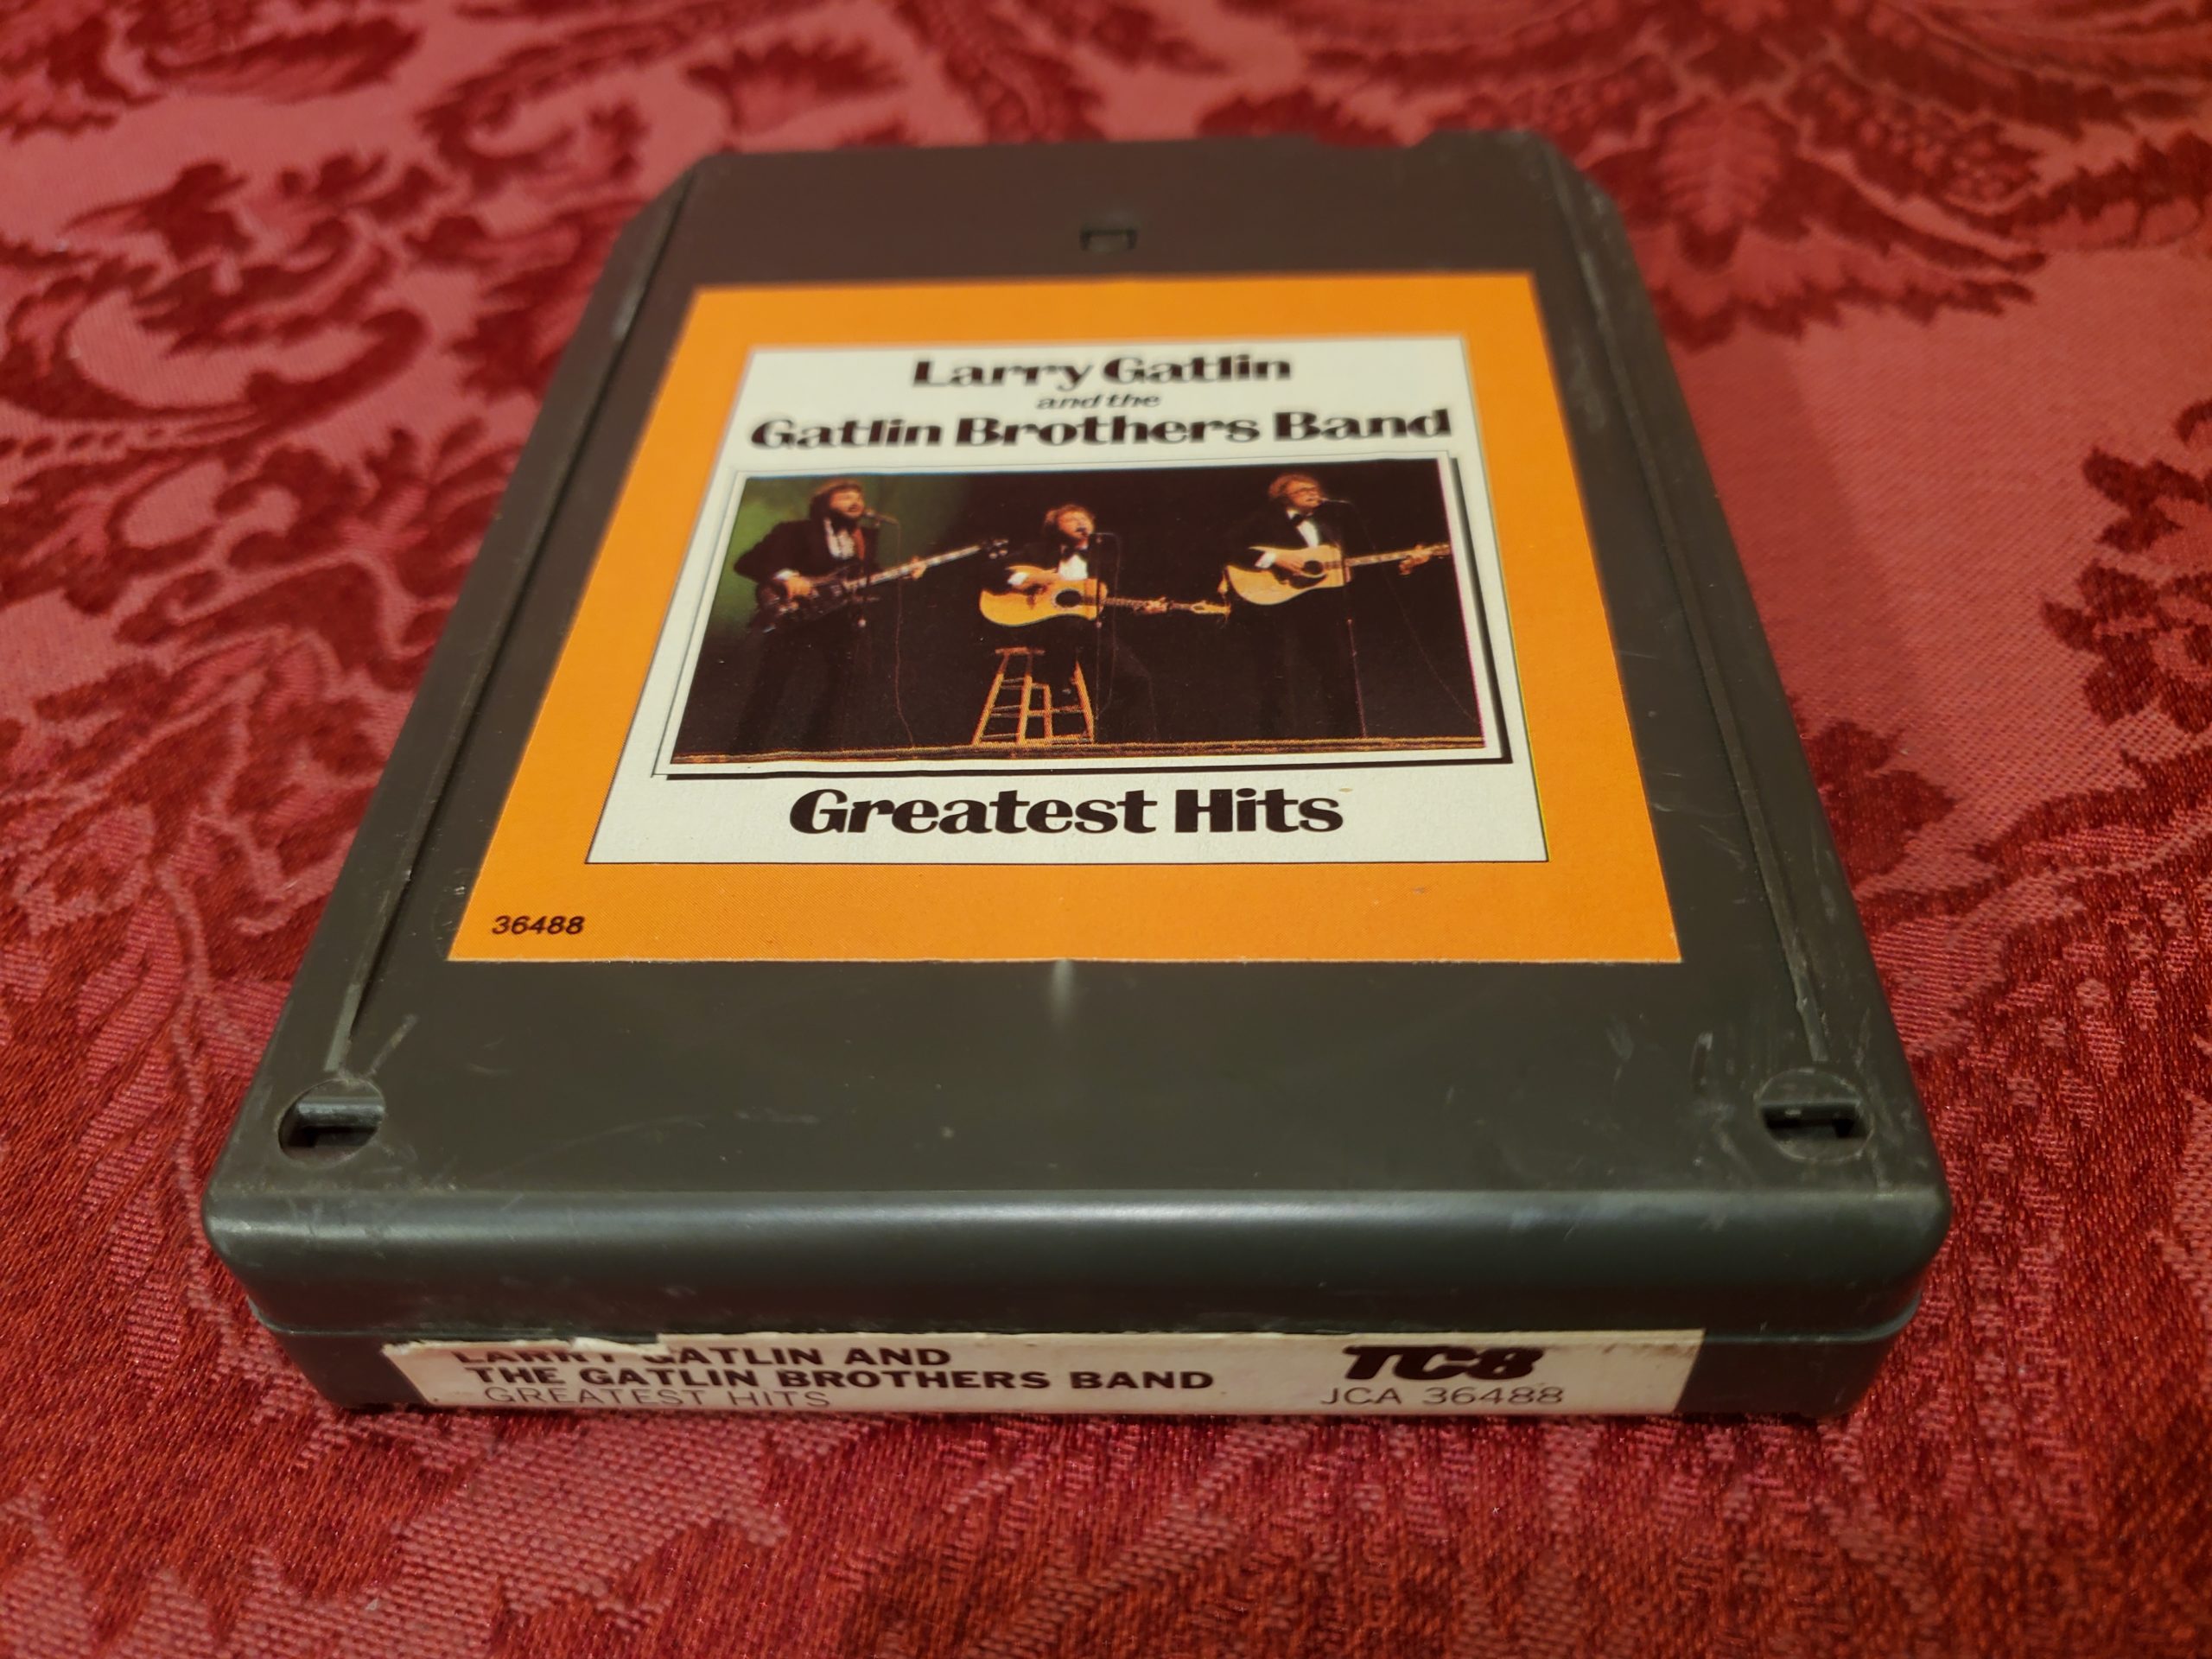 Larry Gatlin
and the
Gatlin Brothers Band
Greatest Hits
36488
LARRY GATLIN AND
THE GATLIN BROTHERS BAND
GREATEST HITS
TC8
JCA 36488